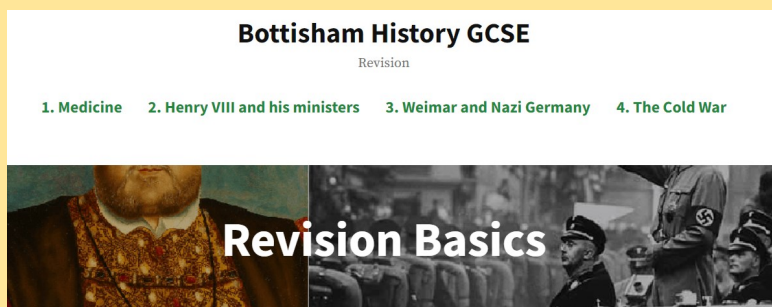 Bottisham History GCSE
Revision
1. Medicine 2. Henry VIII and his ministers 3. Weimar and Nazi Germany 4. The Cold War
Revision Basics